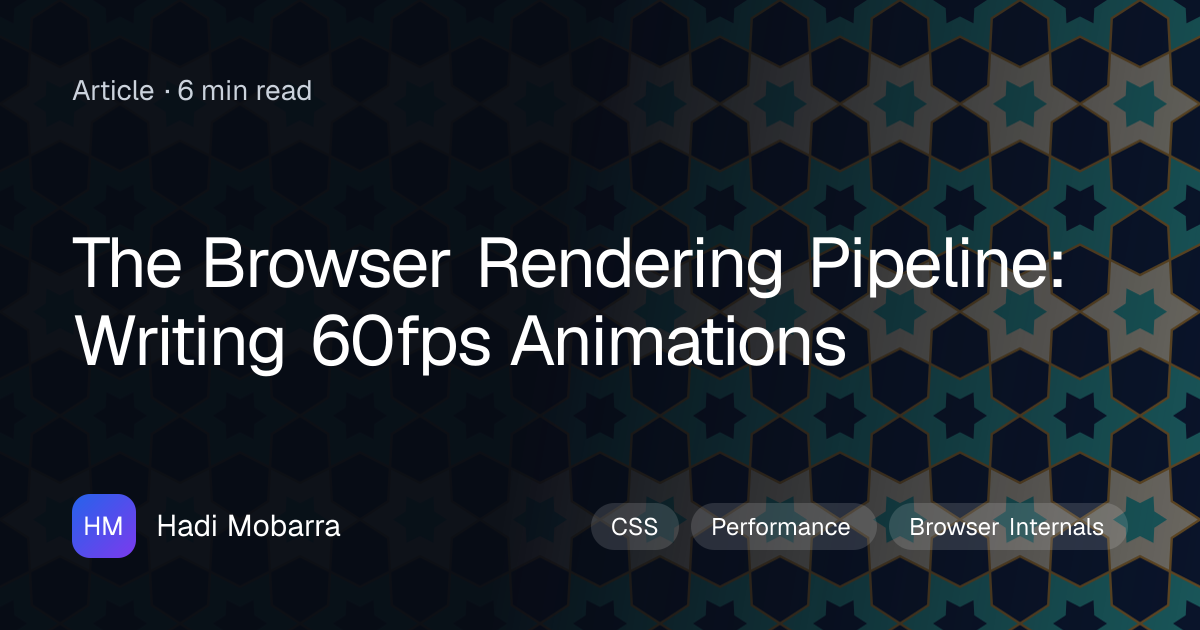 Article · 6 min read
The Browser Rendering Pipeline:
Writing 60fps Animations
HM
Hadi Mobarra
CSS
Performance
Browser Internals